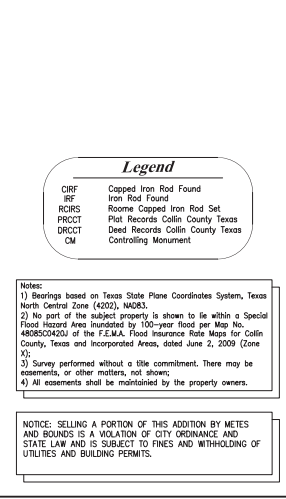 Legend
CIRF Capped Iron Rod Found
IRF Iron Rod Found
RCIRS Roome Capped Iron Rod Set
PRCCT Plat Records Collin County Texas
DRCCT Deed Records Collin County Texas
CM Controlling Monument
Notes:
1) Bearings based on Texas State Plane Coordinates System, Texas
North Central Zone (4202), NAD83.
2) No part of the subject property is shown to lie within a Special
Flood Hazard Area inundated by 100-year flood per Map No.
48085C0420J of the F.E.M.A. Flood Insurance Rate Maps for Collin
County, Texas and Incorporated Areas, dated June 2, 2009 (Zone
X);
3) Survey performed without a title commitment. There may be
easements, or other matters, not shown;
4) All easements shall be maintainied by the property owners.
NOTICE: SELLING A PORTION OF THIS ADDITION BY METES
AND BOUNDS IS A VIOLATION OF CITY ORDINANCE AND
STATE LAW AND IS SUBJECT TO FINES AND WITHHOLDING OF
UTILITIES AND BUILDING PERMITS.